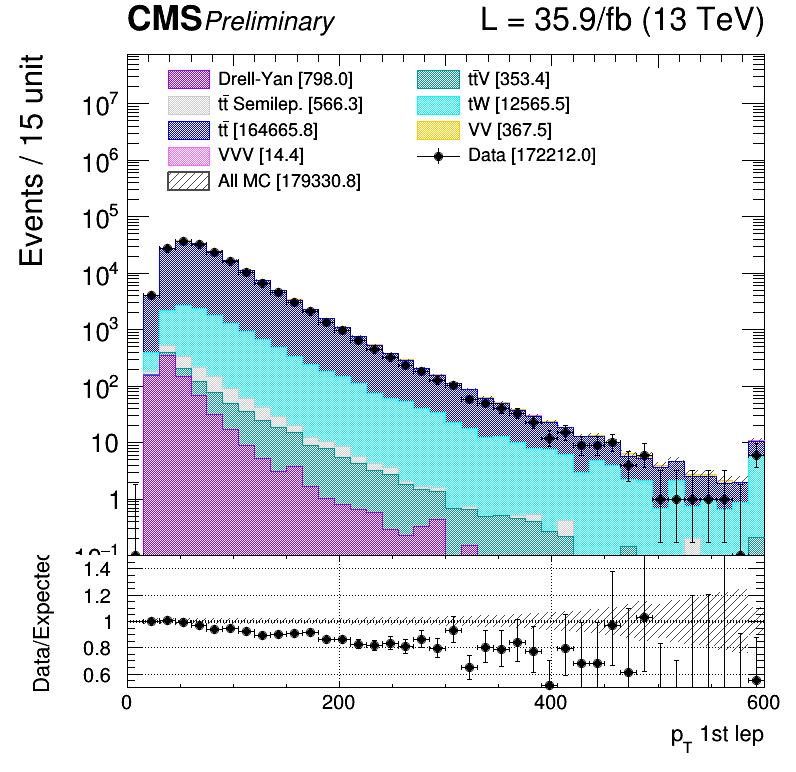 CMS Preliminary L = 35.9/fb (13 TeV)
Events / 15 unit
Drell-Yan [798.0]
tt̄ Semilep. [566.3]
tt̄ [164665.8]
VVV [14.4]
All MC [179330.8]
tt̄V [353.4]
tW [12565.5]
VV [367.5]
Data [172212.0]
10⁷
10⁶
10⁵
10⁴
10³
10²
10
1
10⁻¹
Data/Expected
1.4
1.2
1
0.8
0.6
0 200 400 600
p_T 1st lep